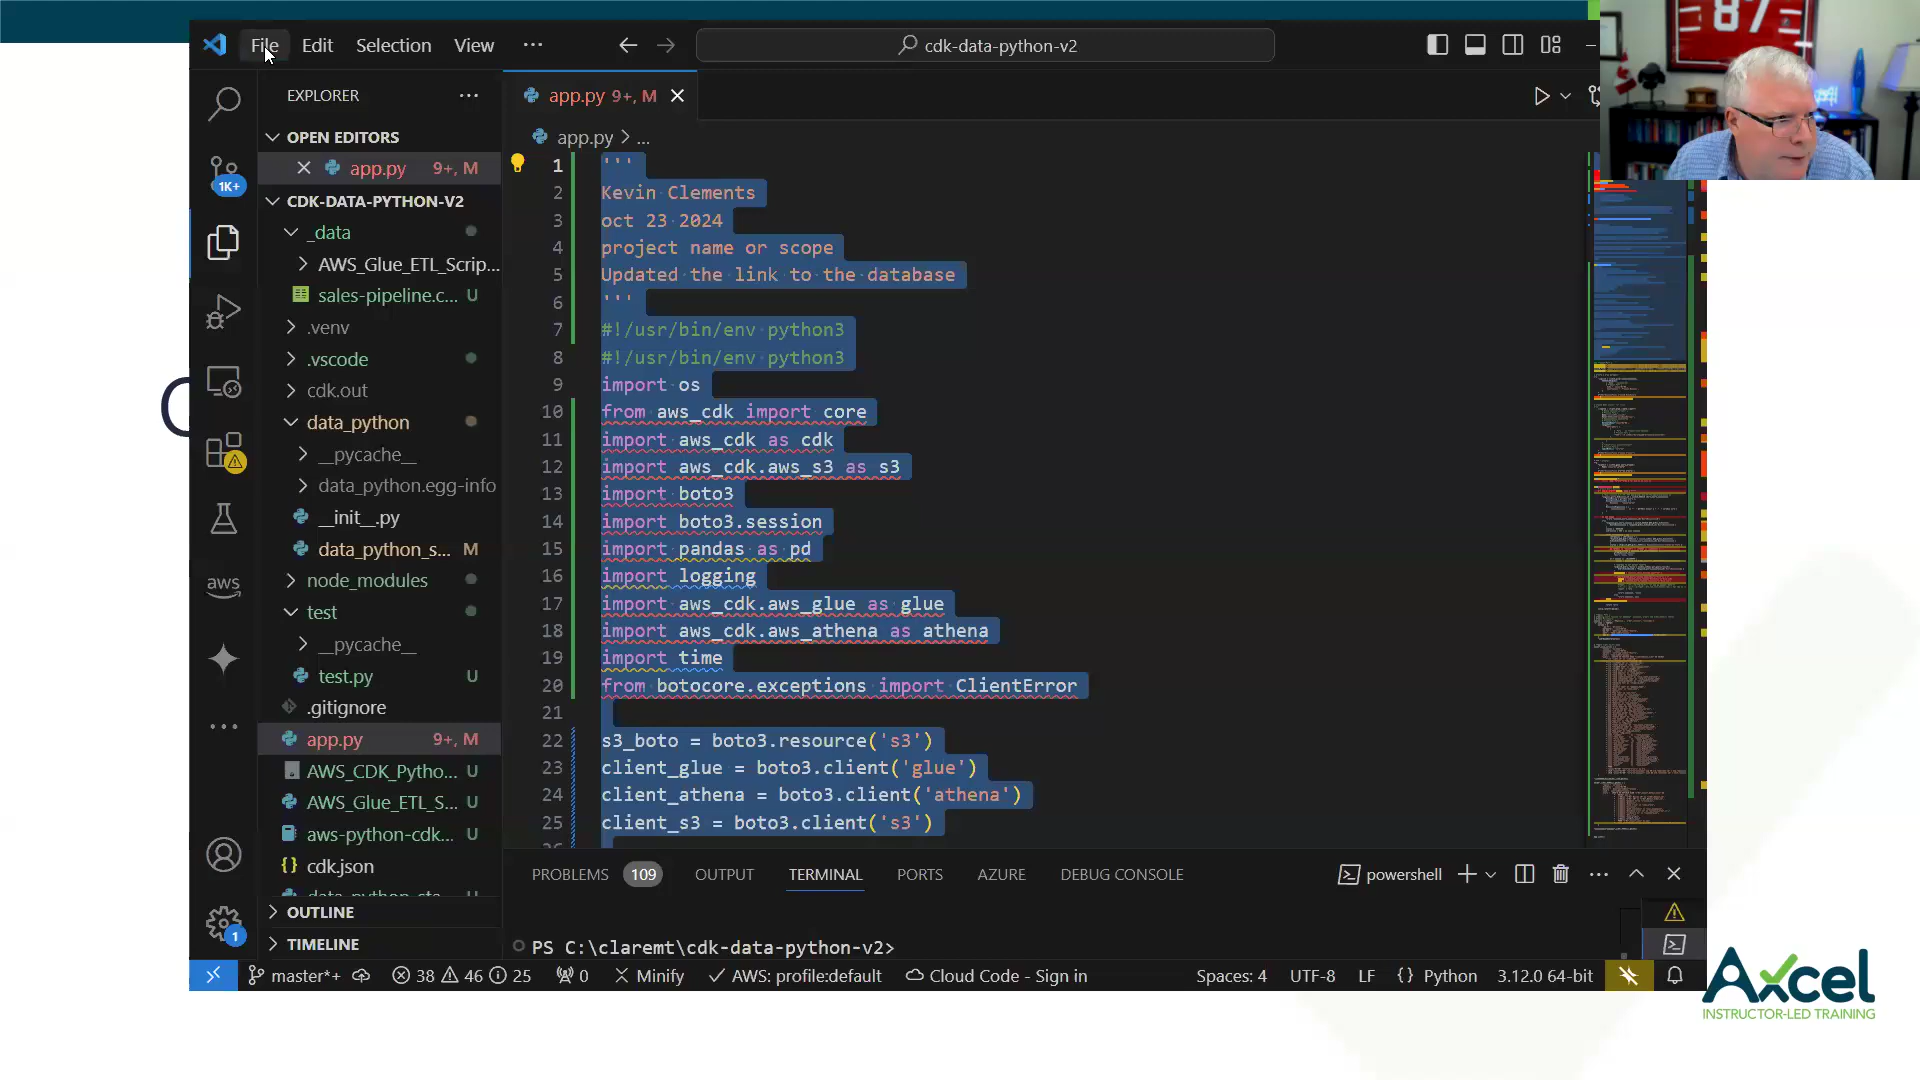 File Edit Selection View ··· cdk-data-python-v2
87
EXPLORER ···
OPEN EDITORS
app.py 9+, M
CDK-DATA-PYTHON-V2
_data
AWS_Glue_ETL_Scrip...
sales-pipeline.c... U
.venv
.vscode
cdk.out
data_python
__pycache__
data_python.egg-info
__init__.py
data_python_s... M
node_modules
test
__pycache__
test.py U
.gitignore
app.py 9+, M
AWS_CDK_Pytho... U
AWS_Glue_ETL_S... U
aws-python-cdk... U
cdk.json
data_python_sta... U
OUTLINE
TIMELINE
1K+
aws
1
app.py 9+, M
app.py > ...
1 '''
2 Kevin Clements
3 oct 23 2024
4 project name or scope
5 Updated the link to the database
6 '''
7 #!/usr/bin/env python3
8 #!/usr/bin/env python3
9 import os
10 from aws_cdk import core
11 import aws_cdk as cdk
12 import aws_cdk.aws_s3 as s3
13 import boto3
14 import boto3.session
15 import pandas as pd
16 import logging
17 import aws_cdk.aws_glue as glue
18 import aws_cdk.aws_athena as athena
19 import time
20 from botocore.exceptions import ClientError
21
22 s3_boto = boto3.resource('s3')
23 client_glue = boto3.client('glue')
24 client_athena = boto3.client('athena')
25 client_s3 = boto3.client('s3')
PROBLEMS 109 OUTPUT TERMINAL PORTS AZURE DEBUG CONSOLE powershell
PS C:\claremt\cdk-data-python-v2>
master*+ 38 46 25 0 Minify AWS: profile:default Cloud Code - Sign in Spaces: 4 UTF-8 LF {} Python 3.12.0 64-bit
Axcel
INSTRUCTOR-LED TRAINING